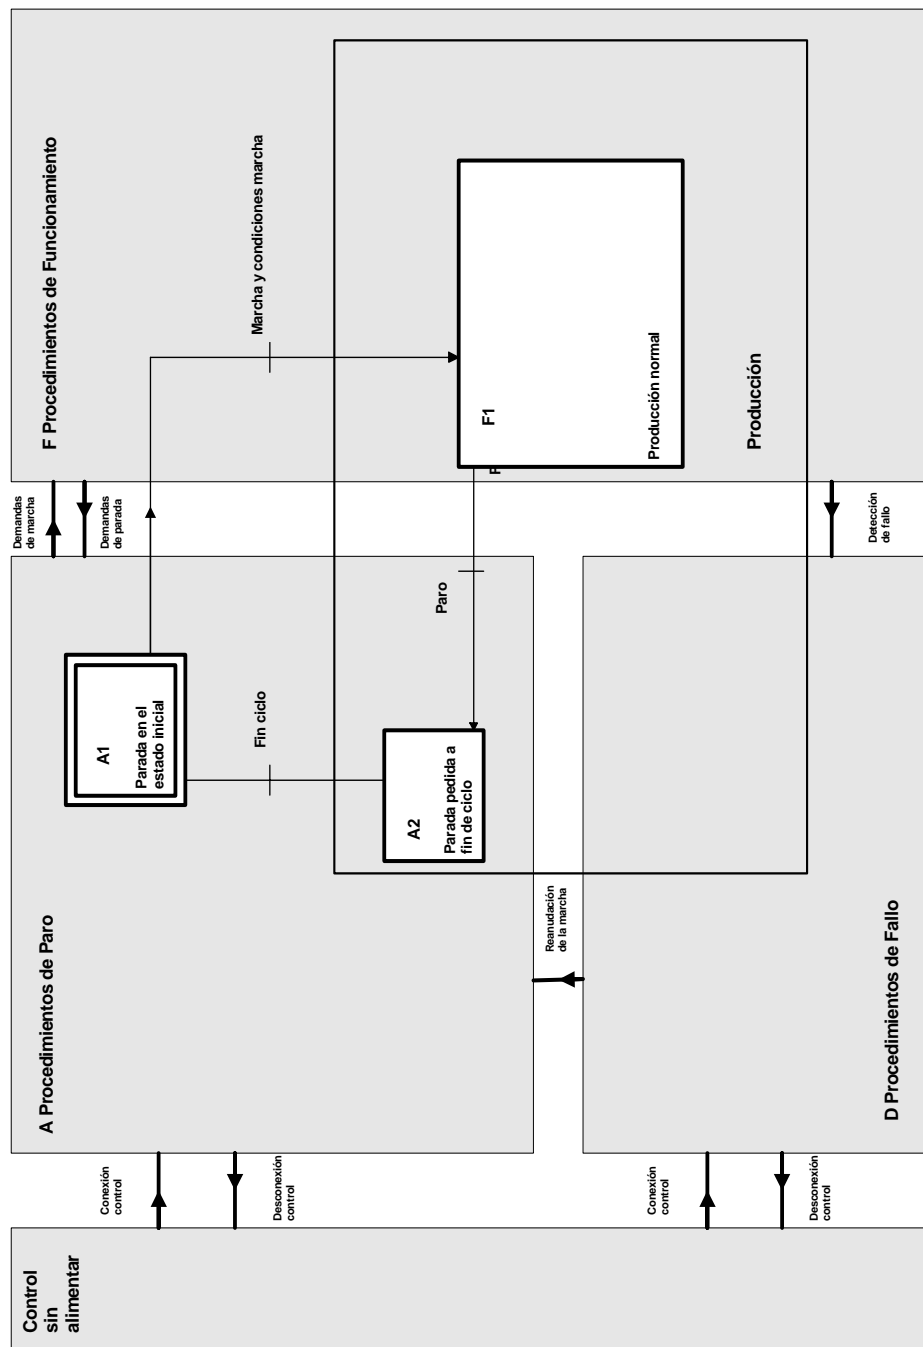 Control
sin
alimentar
Conexión
control
Desconexión
control
Conexión
control
Desconexión
control
A Procedimientos de Paro
A1
Parada en el
estado inicial
Fin ciclo
A2
Parada pedida a
fin de ciclo
Paro
Reanudación
de la marcha
D Procedimientos de Fallo
Demandas
de marcha
Demandas
de parada
Detección
de fallo
F Procedimientos de Funcionamiento
Marcha y condiciones marcha
F1
Producción normal
Producción